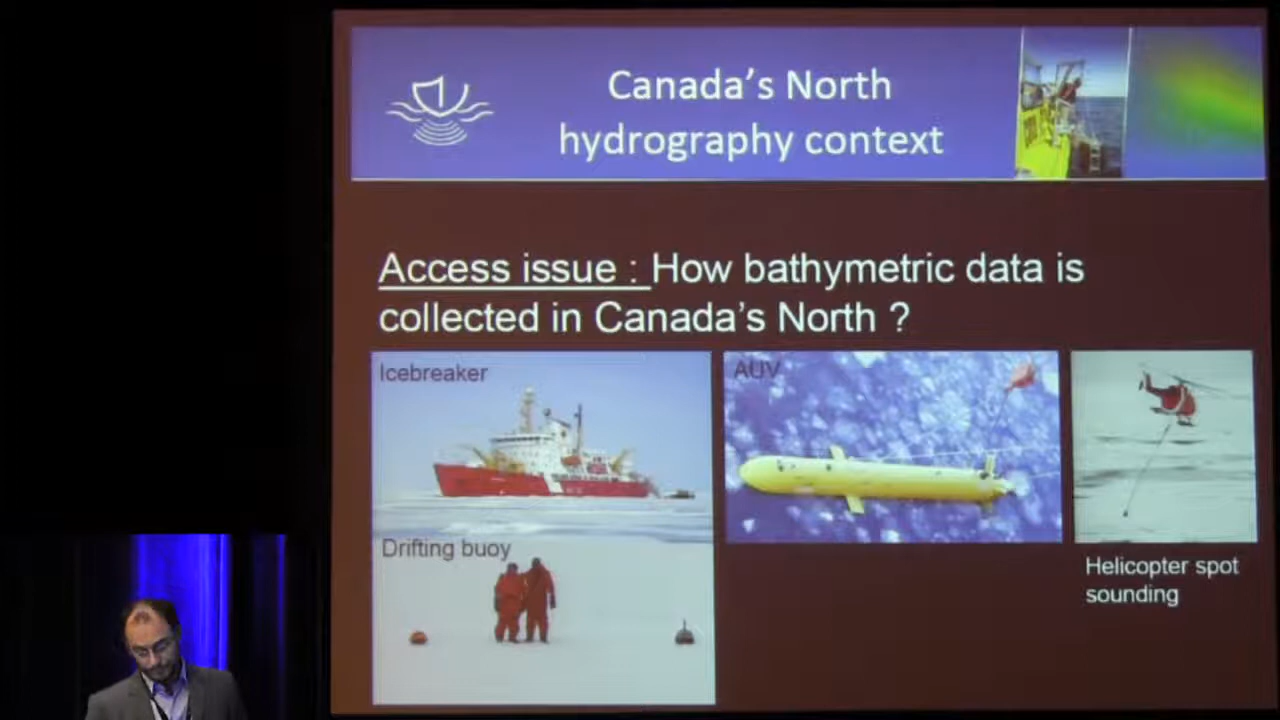 Canada's North
hydrography context
Access issue : How bathymetric data is
collected in Canada's North ?
Icebreaker
AUV
Drifting buoy
Helicopter spot
sounding